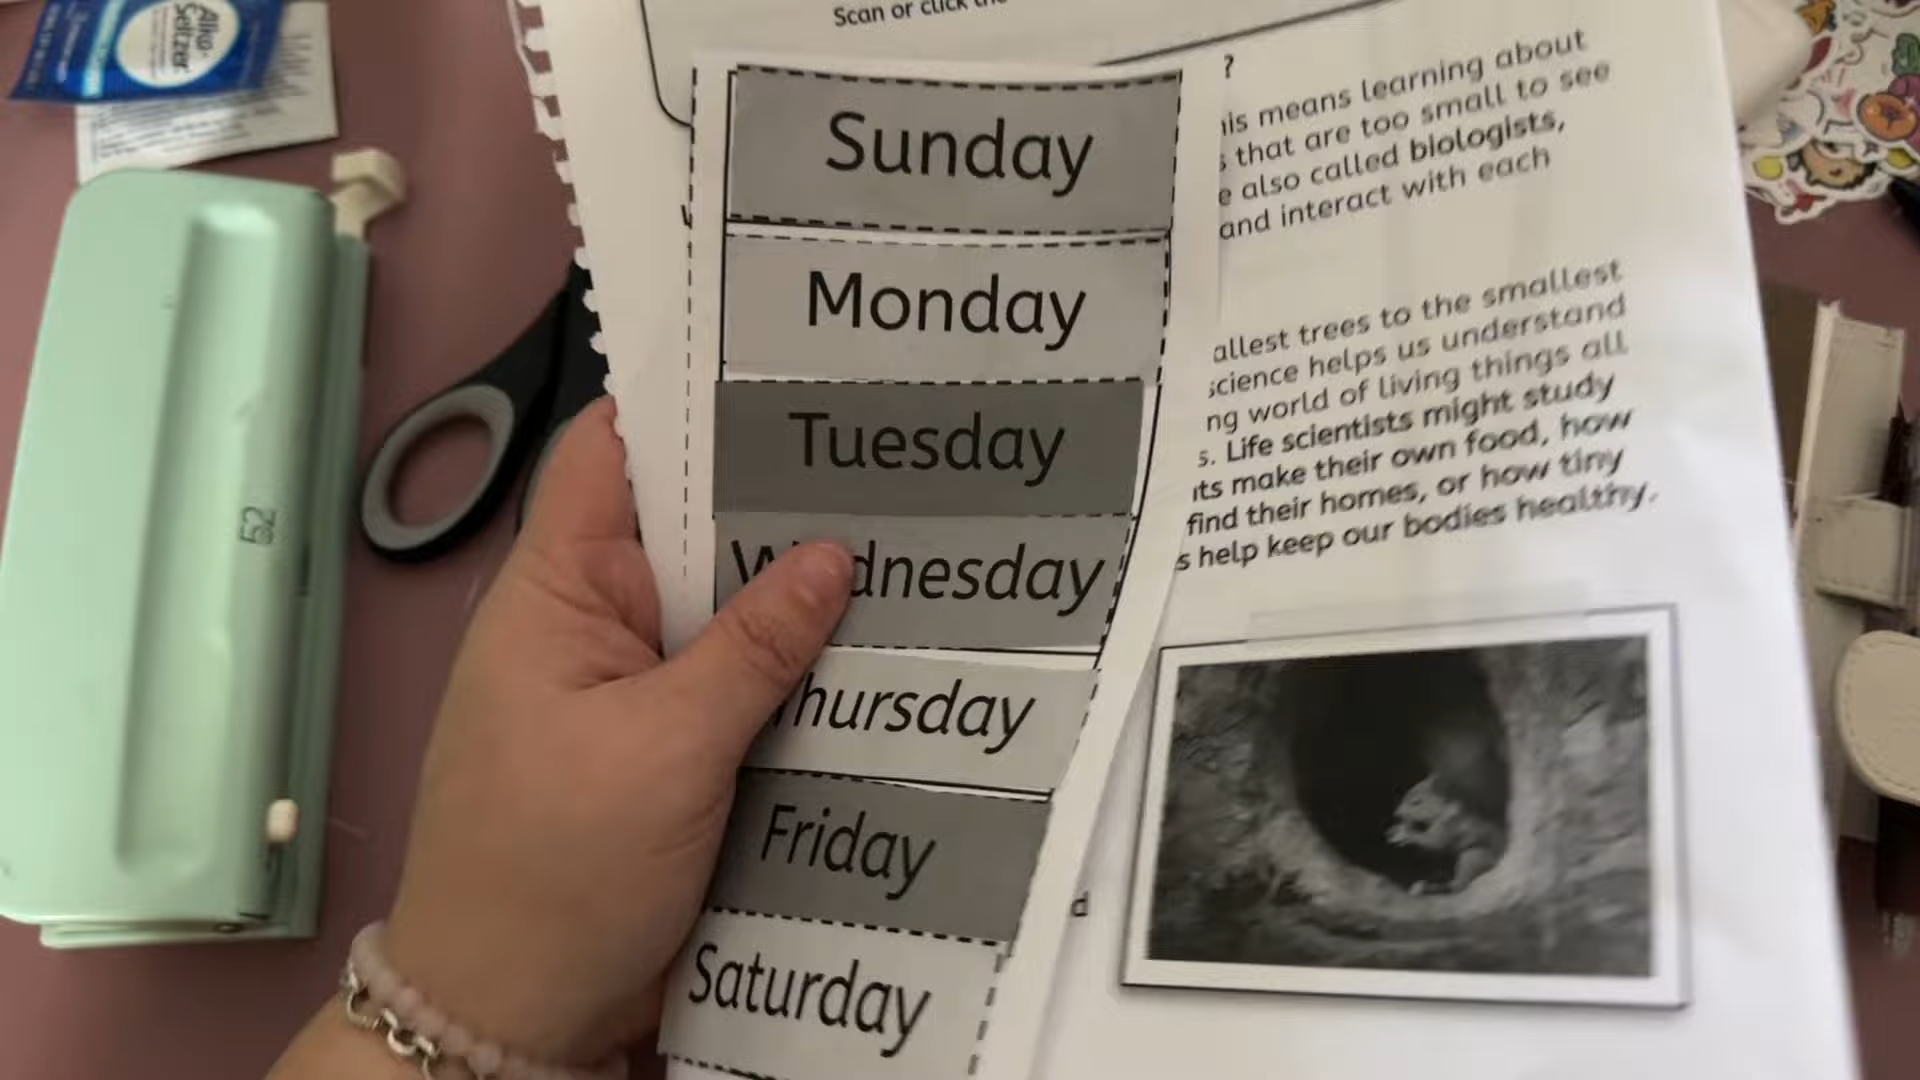 Alka-
Seltzer
Scan or click the
Sunday
Monday
Tuesday
dnesday
hursday
Friday
Saturday
?
his means learning about
s that are too small to see
e also called biologists,
and interact with each
allest trees to the smallest
science helps us understand
ng world of living things all
s. Life scientists might study
its make their own food, how
find their homes, or how tiny
s help keep our bodies healthy.
d
52